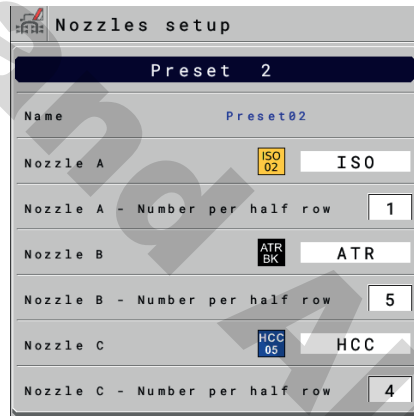 Nozzles setup
Preset 2
Name Preset02
Nozzle A ISO 02 ISO
Nozzle A - Number per half row 1
Nozzle B ATR BK ATR
Nozzle B - Number per half row 5
Nozzle C HCC 05 HCC
Nozzle C - Number per half row 4